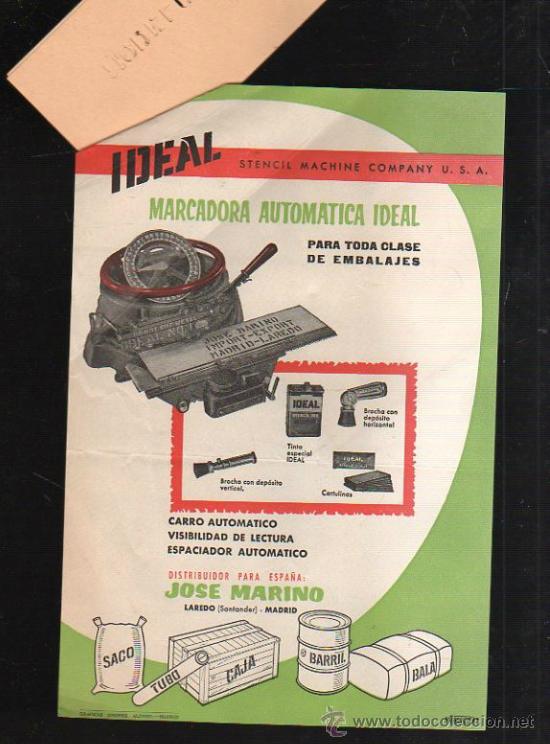 IDEAL
STENCIL MACHINE COMPANY U. S. A.
MARCADORA AUTOMATICA IDEAL
PARA TODA CLASE
DE EMBALAJES
JOSE MARINO
IMPORT-EXPORT
MADRID-LAREDO
IDEAL
Tinta
especial
IDEAL
Brocha con
depósito
horizontal
IDEAL
Brocha con depósito
vertical.
Cartulinas
CARRO AUTOMATICO
VISIBILIDAD DE LECTURA
ESPACIADOR AUTOMATICO
DISTRIBUIDOR PARA ESPAÑA:
JOSE MARINO
LAREDO (Santander) - MADRID
SACO
TUBO
CAJA
BARRIL
BALA
www.todocoleccion.net